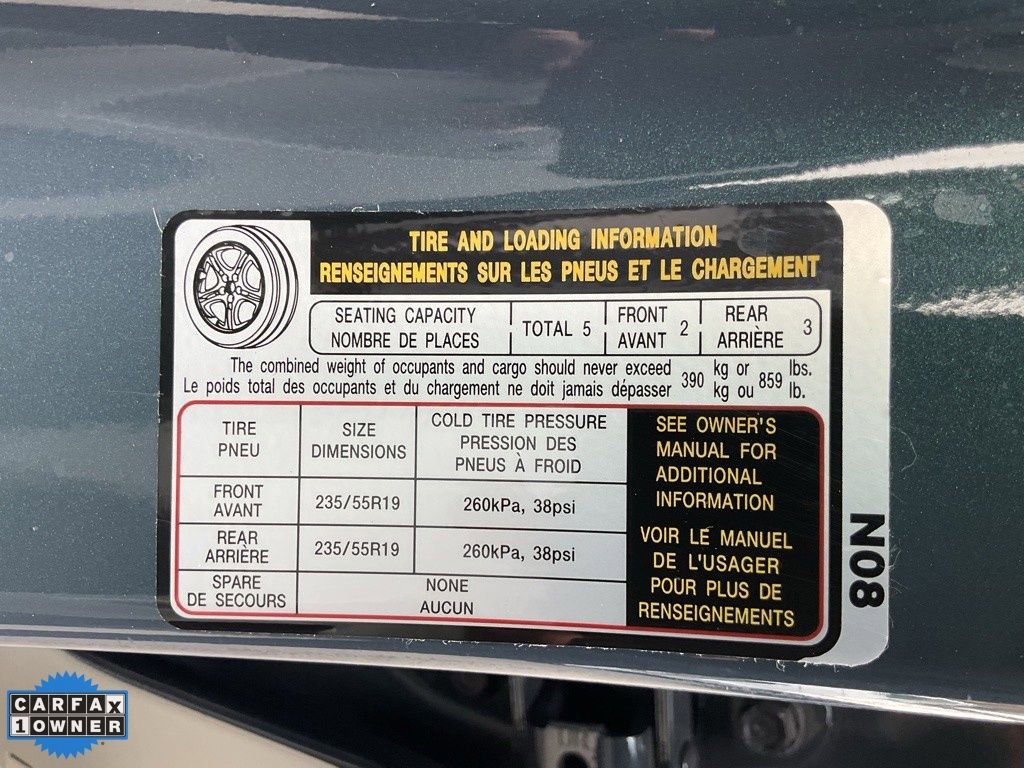 TIRE AND LOADING INFORMATION
RENSEIGNEMENTS SUR LES PNEUS ET LE CHARGEMENT
SEATING CAPACITY
NOMBRE DE PLACES
TOTAL 5
FRONT
AVANT
2
REAR
ARRIÈRE
3
The combined weight of occupants and cargo should never exceed
Le poids total des occupants et du chargement ne doit jamais dépasser
390
kg or
kg ou
859
lbs.
lb.
TIRE
PNEU
SIZE
DIMENSIONS
COLD TIRE PRESSURE
PRESSION DES
PNEUS À FROID
FRONT
AVANT
235/55R19
260kPa, 38psi
REAR
ARRIÈRE
235/55R19
260kPa, 38psi
SPARE
DE SECOURS
NONE
AUCUN
SEE OWNER'S
MANUAL FOR
ADDITIONAL
INFORMATION
VOIR LE MANUEL
DE L'USAGER
POUR PLUS DE
RENSEIGNEMENTS
N08
CARFAX
1 OWNER